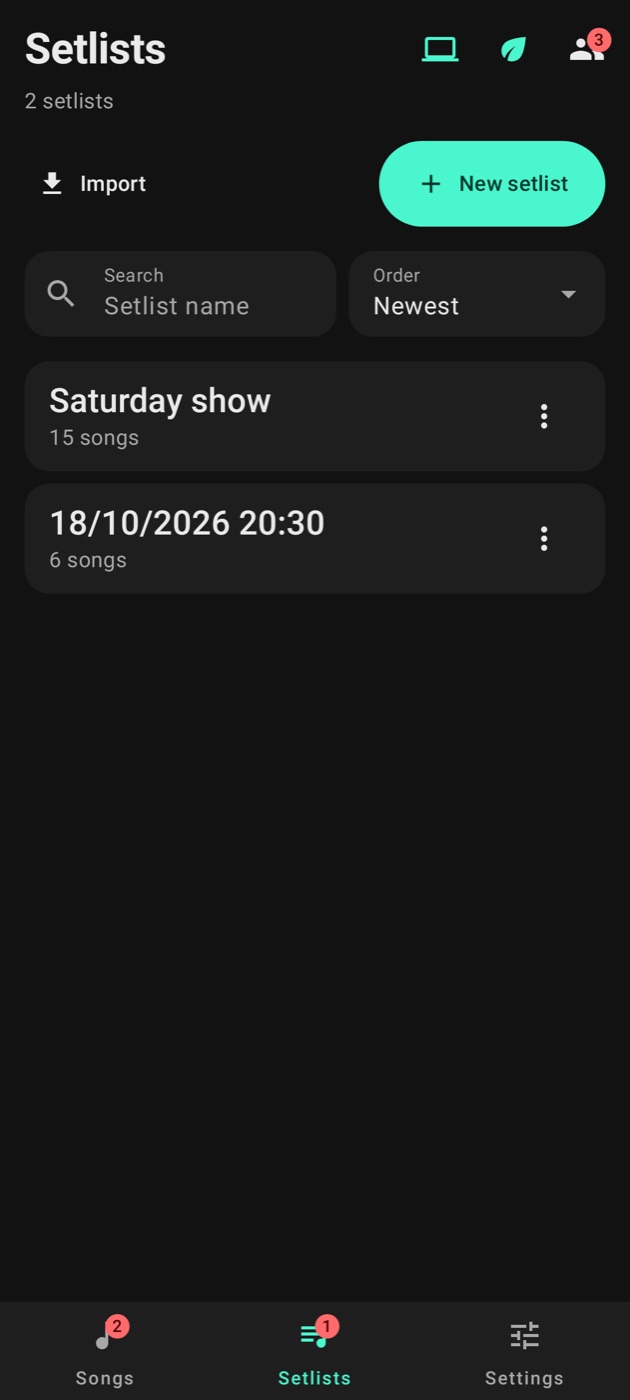 Setlists
3
2 setlists
Import
New setlist
Search
Setlist name
Order
Newest
Saturday show
15 songs
18/10/2026 20:30
6 songs
2
1
Songs
Setlists
Settings